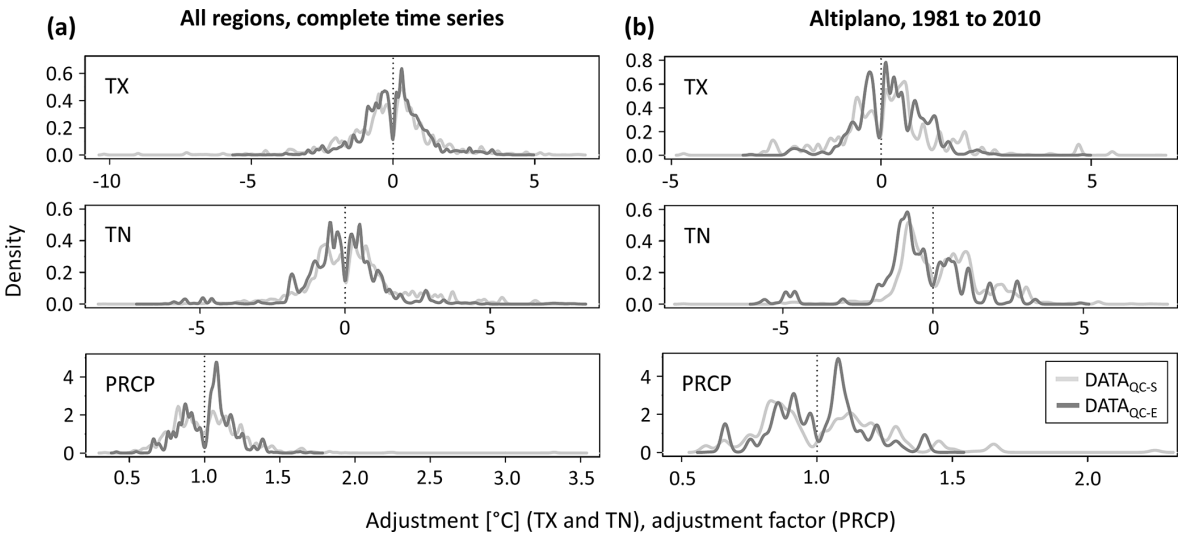 (a) All regions, complete time series
TX
0.6
0.4
0.2
0.0
-10 -5 0 5
TN
0.6
0.4
0.2
0.0
-5 0 5
PRCP
4
2
0
0.5 1.0 1.5 2.0 2.5 3.0 3.5
Density
(b) Altiplano, 1981 to 2010
TX
0.8
0.6
0.4
0.2
0.0
-5 0 5
TN
0.6
0.4
0.2
0.0
-5 0 5
PRCP
4
2
0
0.5 1.0 1.5 2.0
DATAQC-S
DATAQC-E
Adjustment [°C] (TX and TN), adjustment factor (PRCP)